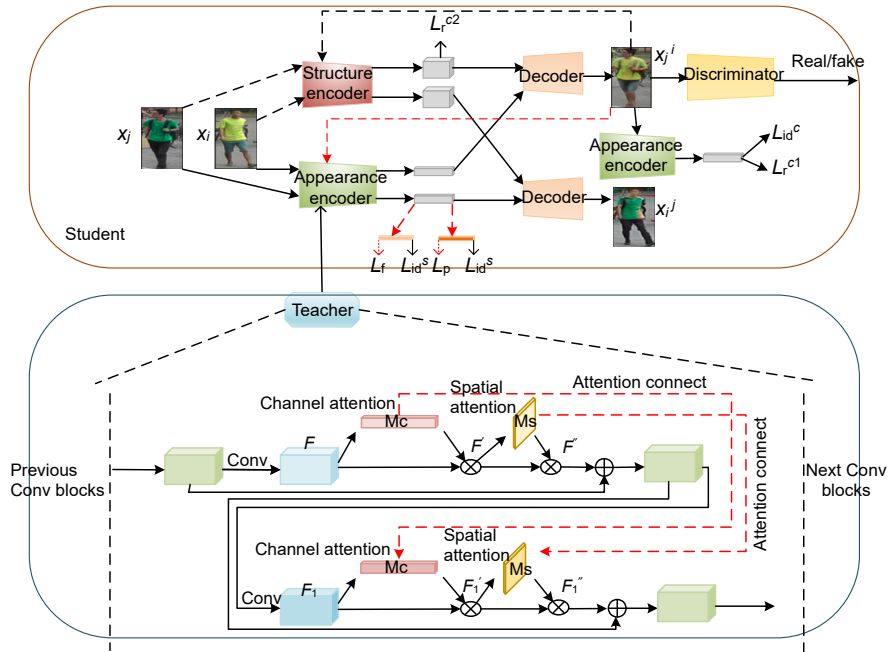 L_r^{c2}
x_j^i
Real/fake
Structure
encoder
Decoder
Discriminator
x_j
x_i
L_id^c
Appearance
encoder
L_r^{c1}
Appearance
encoder
Decoder
x_i^j
Student
L_f
L_id^s
L_p
L_id^s
Teacher
Attention connect
Spatial
attention
Channel attention
Mc
Ms
F
F′
F″
Conv
Previous
Conv blocks
Next Conv
blocks
Attention connect
Spatial
attention
Channel attention
Mc
Ms
F_1
F_1′
F_1″
Conv